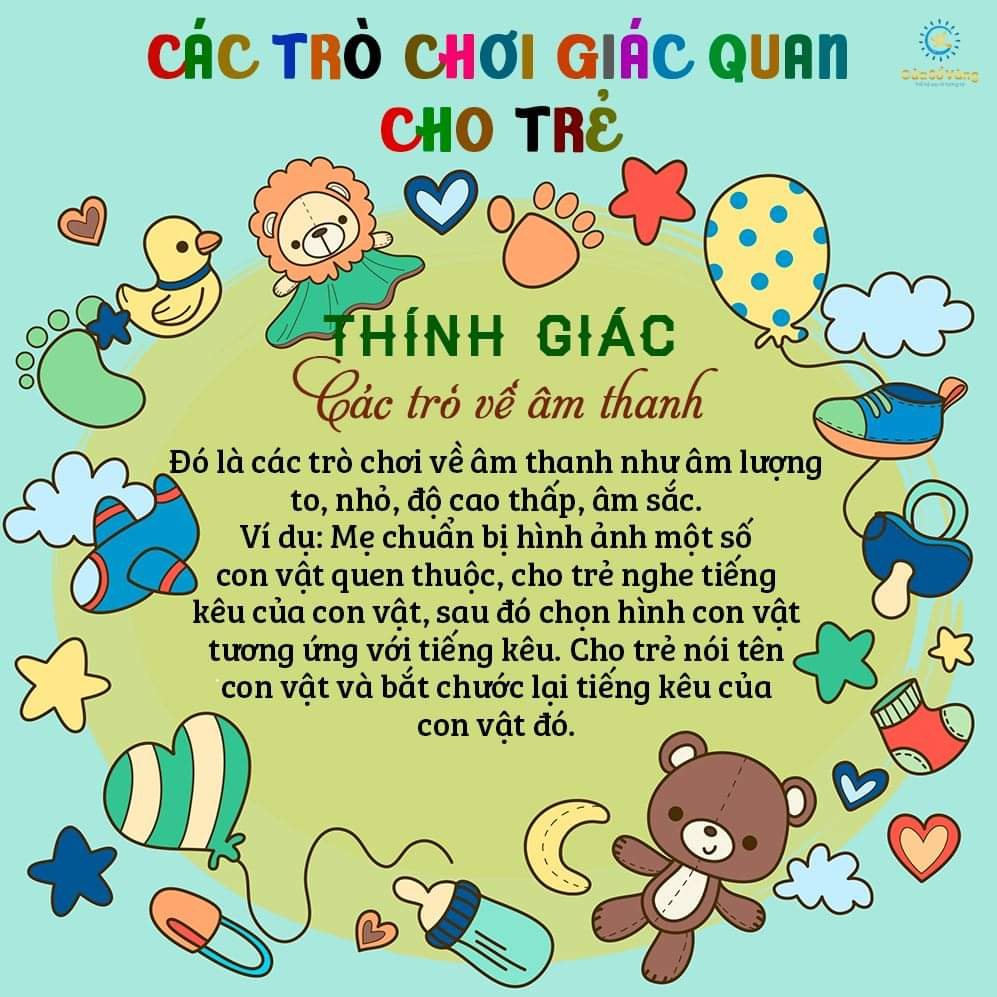 CÁC TRÒ CHƠI GIÁC QUAN
CHO TRẺ
THÍNH GIÁC
Các trò về âm thanh
Đó là các trò chơi về âm thanh như âm lượng
to, nhỏ, độ cao thấp, âm sắc.
Ví dụ: Mẹ chuẩn bị hình ảnh một số
con vật quen thuộc, cho trẻ nghe tiếng
kêu của con vật, sau đó chọn hình con vật
tương ứng với tiếng kêu. Cho trẻ nói tên
con vật và bắt chước lại tiếng kêu của
con vật đó.